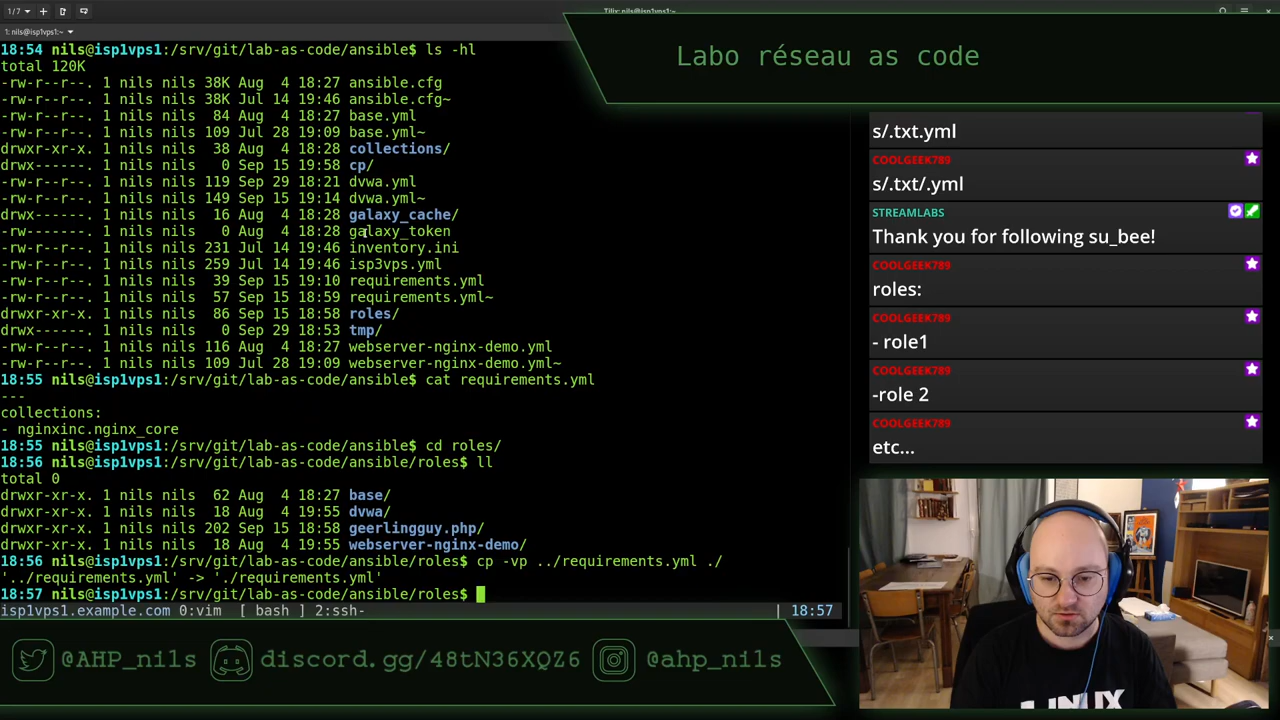 1/7
Tilix: nils@isp1vps1:~
1: nils@isp1vps1:~
18:54 nils@isp1vps1:/srv/git/lab-as-code/ansible$ ls -hl
total 120K
-rw-r--r--. 1 nils nils 38K Aug  4 18:27 ansible.cfg
-rw-r--r--. 1 nils nils 38K Jul 14 19:46 ansible.cfg~
-rw-r--r--. 1 nils nils  84 Aug  4 18:27 base.yml
-rw-r--r--. 1 nils nils 109 Jul 28 19:09 base.yml~
drwxr-xr-x. 1 nils nils  38 Aug  4 18:28 collections/
drwx------. 1 nils nils   0 Sep 15 19:58 cp/
-rw-r--r--. 1 nils nils 119 Sep 29 18:21 dvwa.yml
-rw-r--r--. 1 nils nils 149 Sep 15 19:14 dvwa.yml~
drwx------. 1 nils nils  16 Aug  4 18:28 galaxy_cache/
-rw-------. 1 nils nils   0 Aug  4 18:28 galaxy_token
-rw-r--r--. 1 nils nils 231 Jul 14 19:46 inventory.ini
-rw-r--r--. 1 nils nils 259 Jul 14 19:46 isp3vps.yml
-rw-r--r--. 1 nils nils  39 Sep 15 19:10 requirements.yml
-rw-r--r--. 1 nils nils  57 Sep 15 18:59 requirements.yml~
drwxr-xr-x. 1 nils nils  86 Sep 15 18:58 roles/
drwx------. 1 nils nils   0 Sep 29 18:53 tmp/
-rw-r--r--. 1 nils nils 116 Aug  4 18:27 webserver-nginx-demo.yml
-rw-r--r--. 1 nils nils 109 Jul 28 19:09 webserver-nginx-demo.yml~
18:55 nils@isp1vps1:/srv/git/lab-as-code/ansible$ cat requirements.yml
---
collections:
- nginxinc.nginx_core
18:55 nils@isp1vps1:/srv/git/lab-as-code/ansible$ cd roles/
18:56 nils@isp1vps1:/srv/git/lab-as-code/ansible/roles$ ll
total 0
drwxr-xr-x. 1 nils nils  62 Aug  4 18:27 base/
drwxr-xr-x. 1 nils nils  18 Aug  4 19:55 dvwa/
drwxr-xr-x. 1 nils nils 202 Sep 15 18:58 geerlingguy.php/
drwxr-xr-x. 1 nils nils  18 Aug  4 19:55 webserver-nginx-demo/
18:56 nils@isp1vps1:/srv/git/lab-as-code/ansible/roles$ cp -vp ../requirements.yml ./
'../requirements.yml' -> './requirements.yml'
18:57 nils@isp1vps1:/srv/git/lab-as-code/ansible/roles$
isp1vps1.example.com 0:vim  [ bash ] 2:ssh- | 18:57
Labo réseau as code
s/.txt.yml
COOLGEEK789
s/.txt/.yml
STREAMLABS
Thank you for following su_bee!
COOLGEEK789
roles:
COOLGEEK789
- role1
COOLGEEK789
-role 2
COOLGEEK789
etc...
@AHP_nils
discord.gg/48tN36XQZ6
@ahp_nils